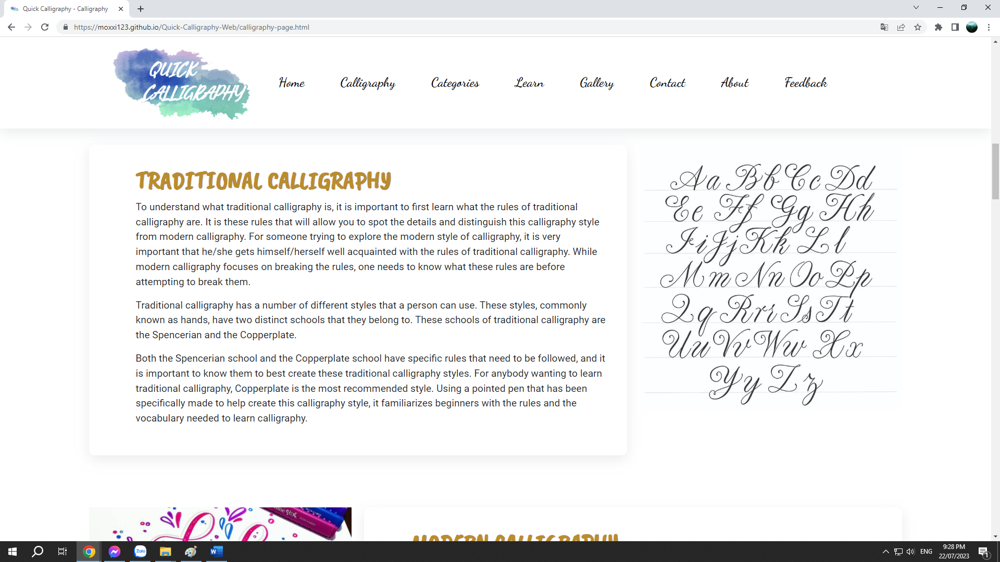 Quick Calligraphy - Calligraphy
https://moxxi123.github.io/Quick-Calligraphy-Web/calligraphy-page.html
QUICK
CALLIGRAPHY
Home Calligraphy Categories Learn Gallery Contact About Feedback
TRADITIONAL CALLIGRAPHY
To understand what traditional calligraphy is, it is important to first learn what the rules of traditional
calligraphy are. It is these rules that will allow you to spot the details and distinguish this calligraphy style
from modern calligraphy. For someone trying to explore the modern style of calligraphy, it is very
important that he/she gets himself/herself well acquainted with the rules of traditional calligraphy. While
modern calligraphy focuses on breaking the rules, one needs to know what these rules are before
attempting to break them.
Traditional calligraphy has a number of different styles that a person can use. These styles, commonly
known as hands, have two distinct schools that they belong to. These schools of traditional calligraphy are
the Spencerian and the Copperplate.
Both the Spencerian school and the Copperplate school have specific rules that need to be followed, and it
is important to know them to best create these traditional calligraphy styles. For anybody wanting to learn
traditional calligraphy, Copperplate is the most recommended style. Using a pointed pen that has been
specifically made to help create this calligraphy style, it familiarizes beginners with the rules and the
vocabulary needed to learn calligraphy.
Aa Bb Cc Dd
Ee Ff Gg Hh
Ii Jj Kk Ll
Mm Nn Oo Pp
Qq Rrr Ss Tt
Uu Vv Ww Xx
Yy Zz
MODERN CALLIGRAPHY
Zalo
ENG
9:28 PM
22/07/2023
1